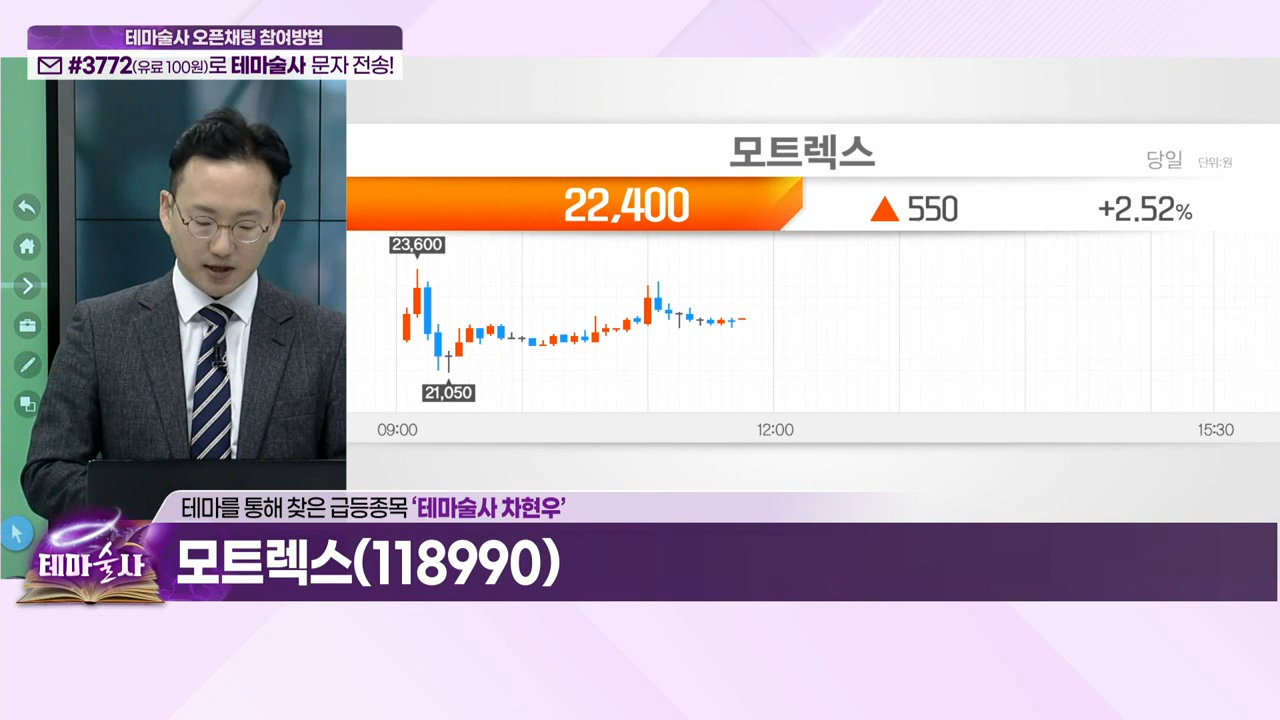 테마술사 오픈채팅 참여방법
#3772(유료 100원)로 테마술사 문자 전송!
모트렉스
당일 단위:원
22,400 ▲ 550 +2.52%
23,600
21,050
09:00 12:00 15:30
테마를 통해 찾은 급등종목 ‘테마술사 차현우’
테마술사
모트렉스(118990)